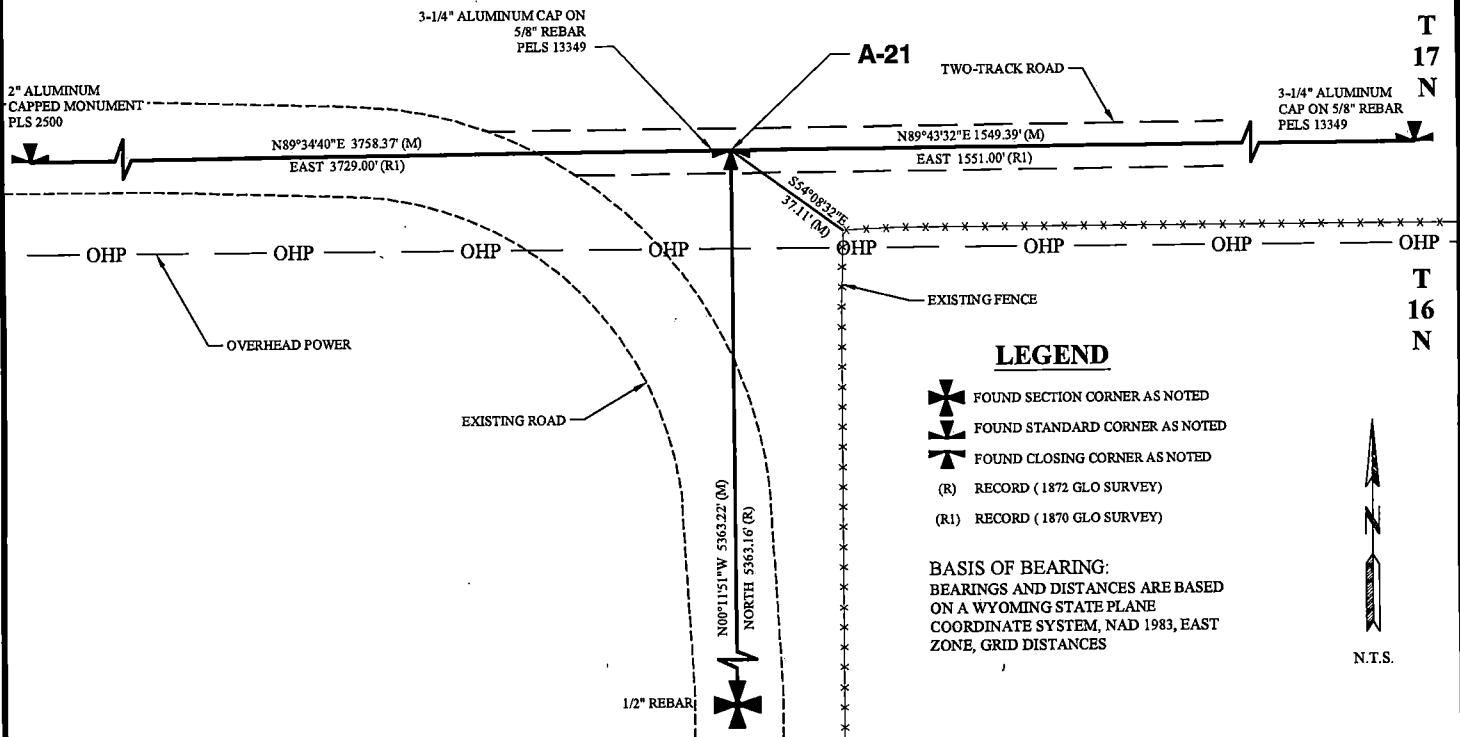 3-1/4" ALUMINUM CAP ON
5/8" REBAR
PELS 13349
A-21
TWO-TRACK ROAD
T
17
N
2" ALUMINUM
CAPPED MONUMENT
PLS 2500
3-1/4" ALUMINUM
CAP ON 5/8" REBAR
PELS 13349
N89°34'40"E 3758.37' (M)
EAST 3729.00' (R1)
N89°43'32"E 1549.39' (M)
EAST 1551.00' (R1)
S54°08'32"E
37.11' (M)
OHP OHP OHP OHP OHP OHP OHP OHP
T
16
N
EXISTING FENCE
OVERHEAD POWER
EXISTING ROAD
N00°11'51"W 5363.22' (M)
NORTH 5363.16' (R)
1/2" REBAR
LEGEND
FOUND SECTION CORNER AS NOTED
FOUND STANDARD CORNER AS NOTED
FOUND CLOSING CORNER AS NOTED
(R) RECORD ( 1872 GLO SURVEY)
(R1) RECORD ( 1870 GLO SURVEY)
BASIS OF BEARING:
BEARINGS AND DISTANCES ARE BASED
ON A WYOMING STATE PLANE
COORDINATE SYSTEM, NAD 1983, EAST
ZONE, GRID DISTANCES
N
N.T.S.